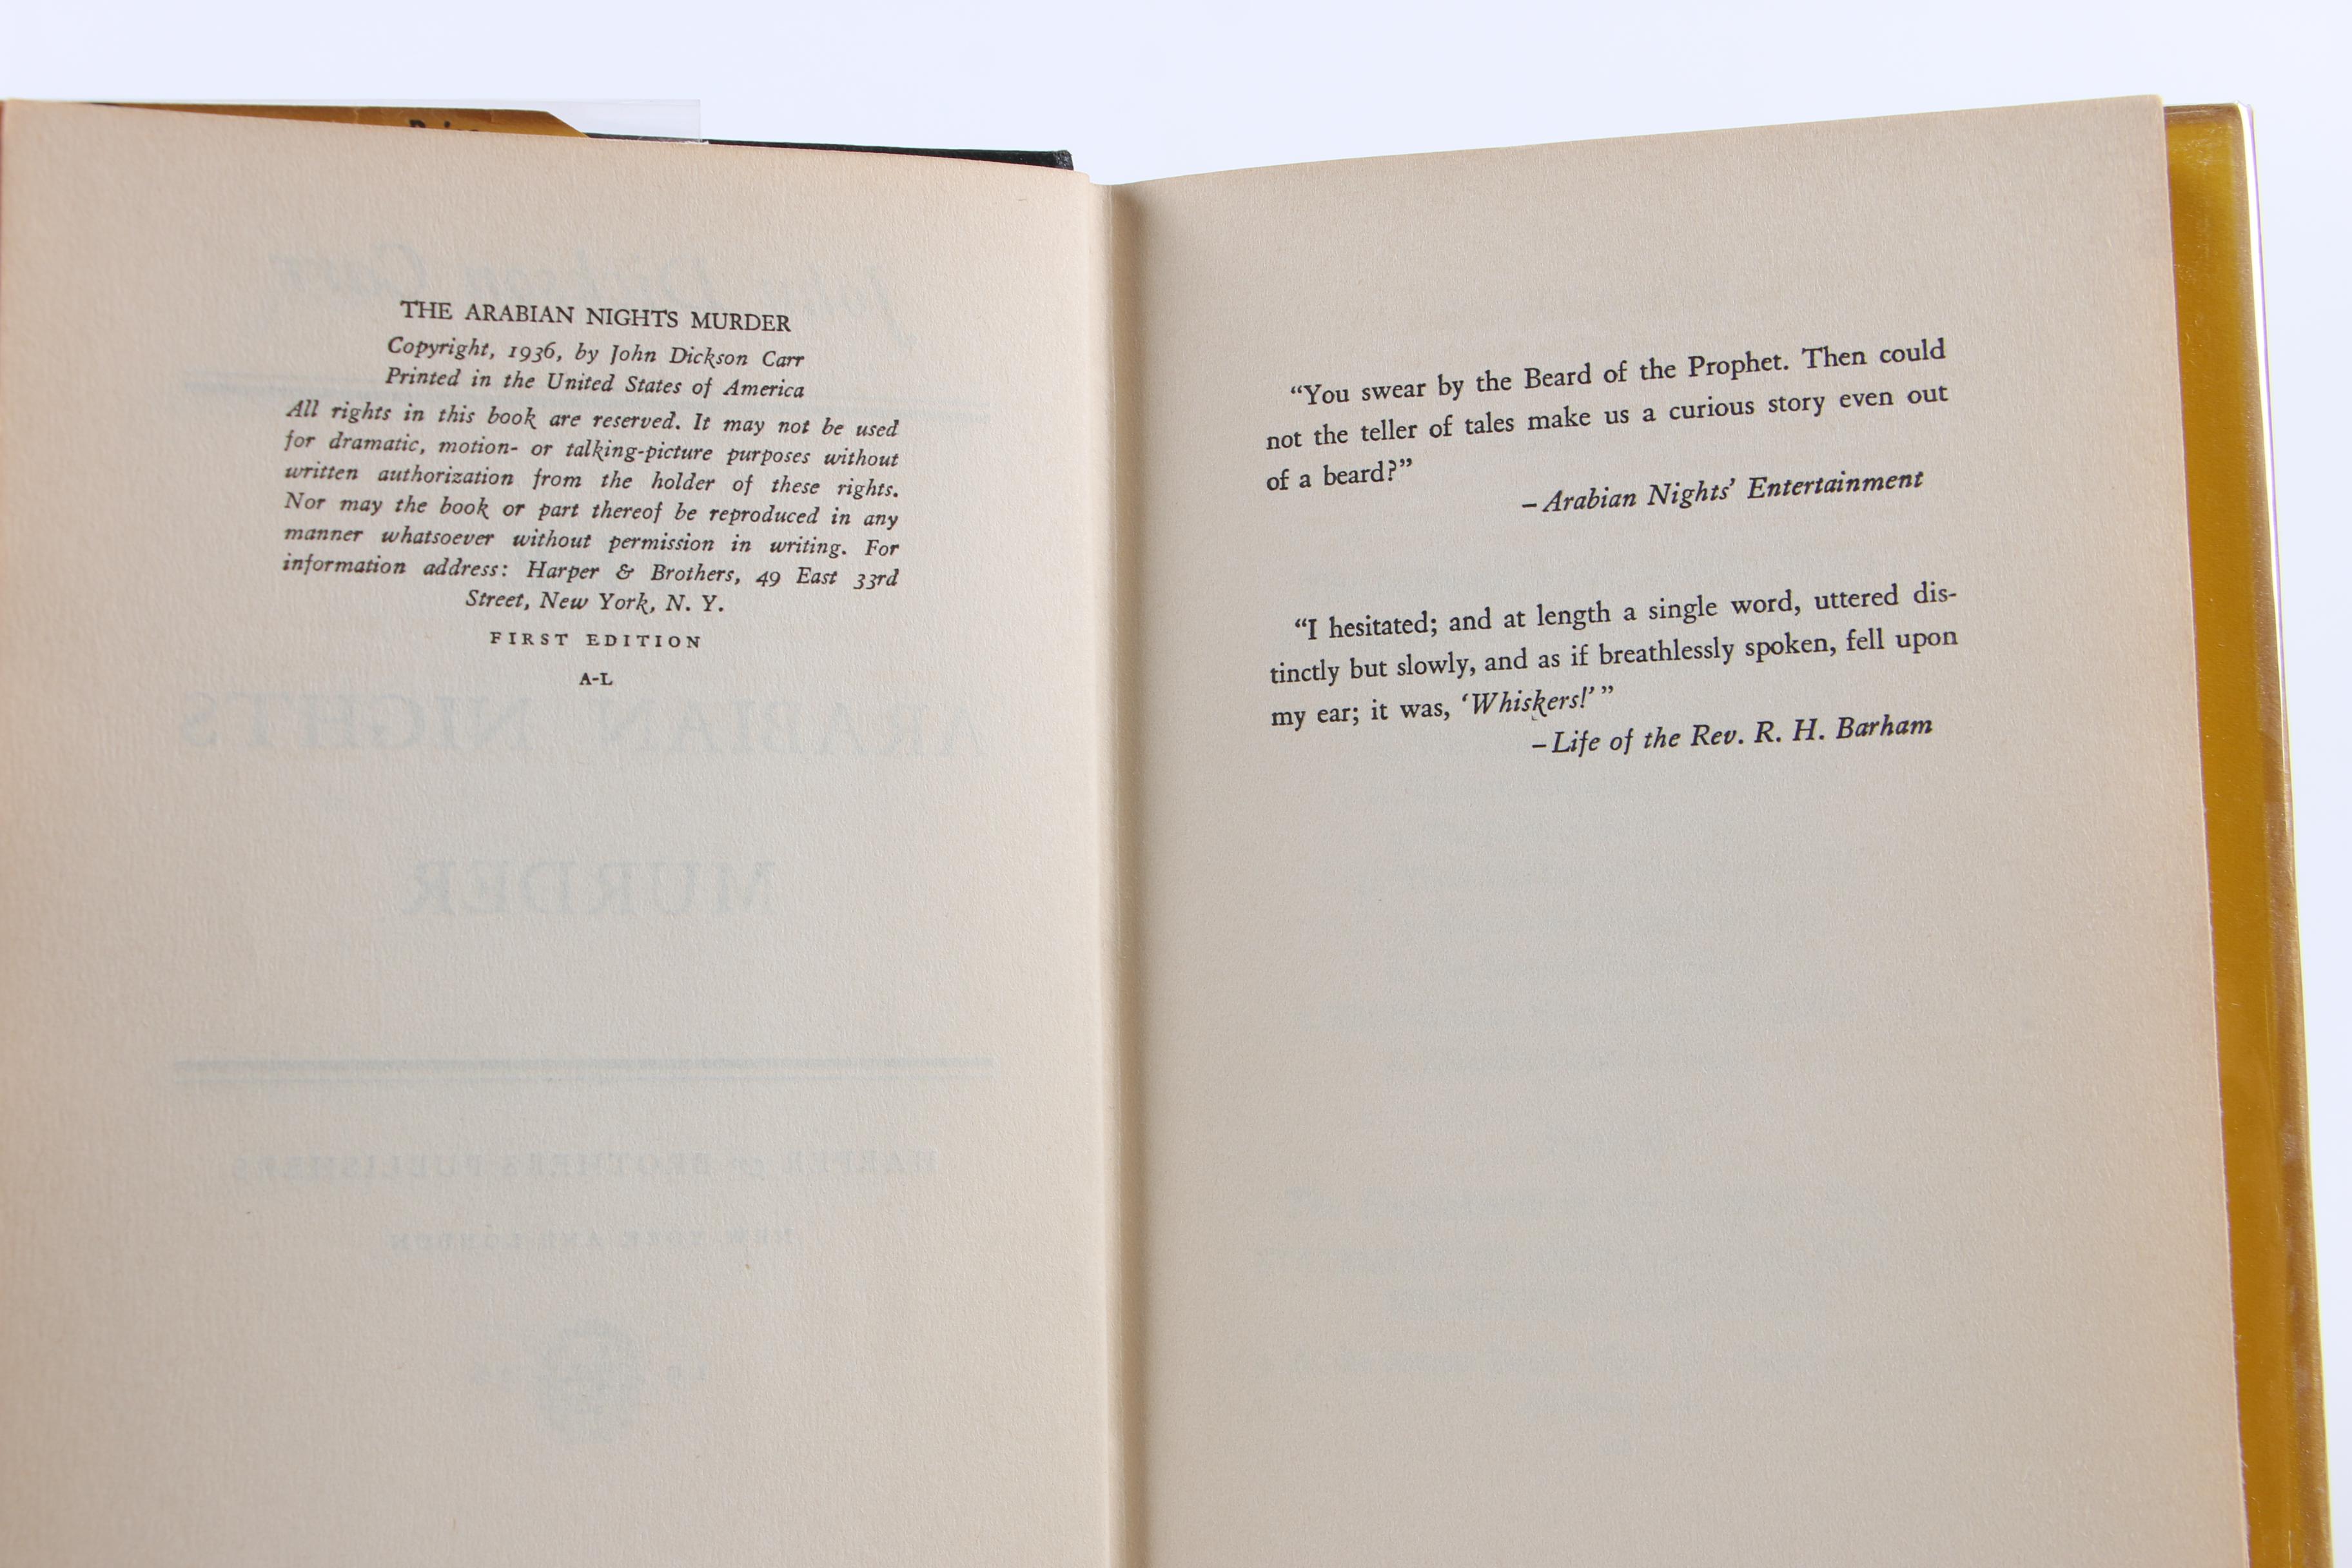 THE ARABIAN NIGHTS MURDER
Copyright, 1936, by John Dickson Carr
Printed in the United States of America
All rights in this book are reserved. It may not be used
for dramatic, motion- or talking-picture purposes without
written authorization from the holder of these rights.
Nor may the book or part thereof be reproduced in any
manner whatsoever without permission in writing. For
information address: Harper & Brothers, 49 East 33rd
Street, New York, N. Y.
FIRST EDITION
A-L
“You swear by the Beard of the Prophet. Then could
not the teller of tales make us a curious story even out
of a beard?”
–Arabian Nights’ Entertainment
“I hesitated; and at length a single word, uttered dis-
tinctly but slowly, and as if breathlessly spoken, fell upon
my ear; it was, ‘Whiskers!’ ”
–Life of the Rev. R. H. Barham